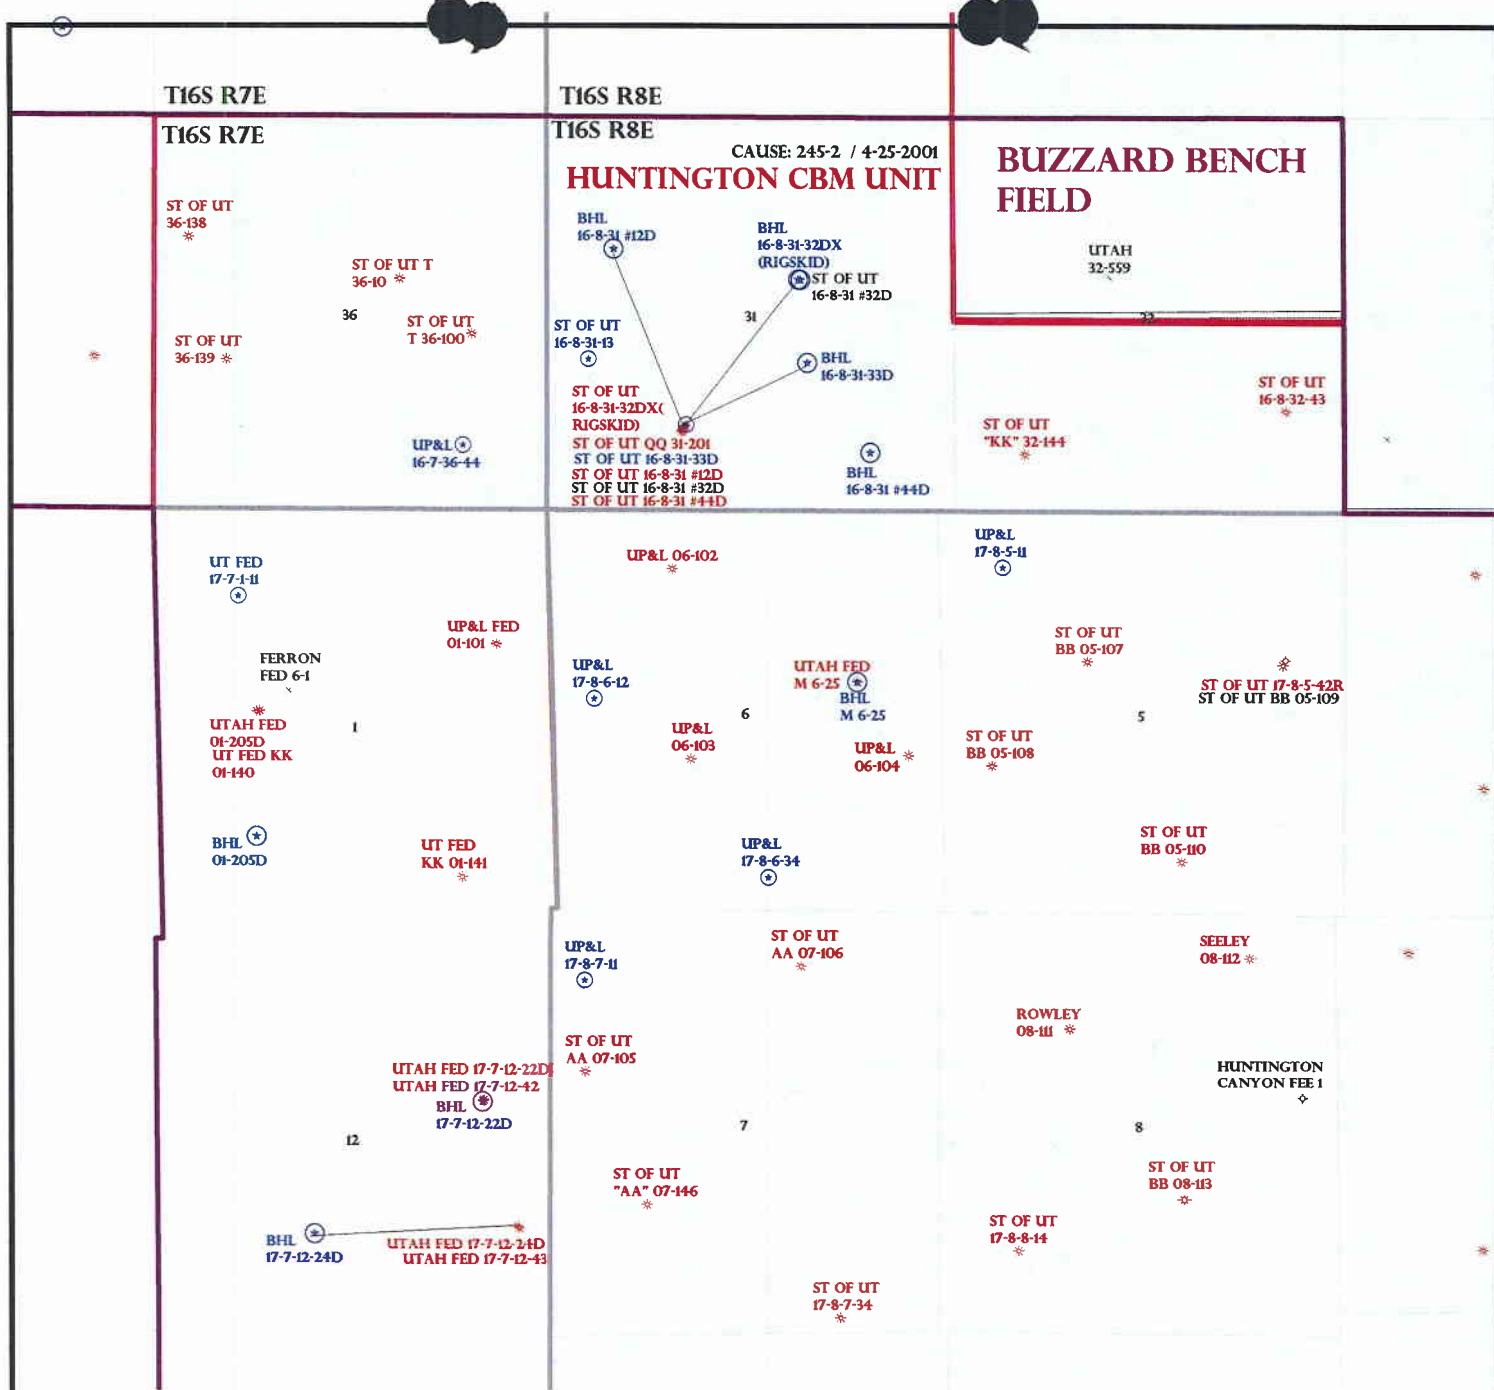 T16S R7E
T16S R8E
T16S R7E
T16S R8E
CAUSE: 245-2 / 4-25-2001
HUNTINGTON CBM UNIT
BUZZARD BENCH
FIELD
ST OF UT
36-138
ST OF UT T
36-10
36
ST OF UT
T 36-100
ST OF UT
36-139
UP&L
16-7-36-44
BHL
16-8-31 #12D
BHL
16-8-31-32DX
(RIGSKID)
ST OF UT
16-8-31 #32D
31
ST OF UT
16-8-31-13
BHL
16-8-31-33D
ST OF UT
16-8-31-32DX(
RIGSKID)
ST OF UT QQ 31-201
ST OF UT 16-8-31-33D
ST OF UT 16-8-31 #12D
ST OF UT 16-8-31 #32D
ST OF UT 16-8-31 #44D
BHL
16-8-31 #44D
UTAH
32-559
32
ST OF UT
16-8-32-43
ST OF UT
"KK" 32-144
UT FED
17-7-1-11
UP&L FED
01-101
FERRON
FED 6-1
UTAH FED
01-205D
UT FED KK
01-140
1
BHL
01-205D
UT FED
KK 01-141
UP&L 06-102
UP&L
17-8-6-12
UTAH FED
M 6-25
BHL
M 6-25
6
UP&L
06-103
UP&L
06-104
UP&L
17-8-6-34
UP&L
17-8-5-11
ST OF UT
BB 05-107
ST OF UT 17-8-5-42R
ST OF UT BB 05-109
5
ST OF UT
BB 05-108
ST OF UT
BB 05-110
UTAH FED 17-7-12-22D
UTAH FED 17-7-12-42
BHL
17-7-12-22D
12
BHL
17-7-12-24D
UTAH FED 17-7-12-24D
UTAH FED 17-7-12-43
UP&L
17-8-7-11
ST OF UT
AA 07-106
ST OF UT
AA 07-105
7
ST OF UT
"AA" 07-146
ST OF UT
17-8-7-34
SEELEY
08-112
ROWLEY
08-111
HUNTINGTON
CANYON FEE 1
8
ST OF UT
BB 08-113
ST OF UT
17-8-8-14